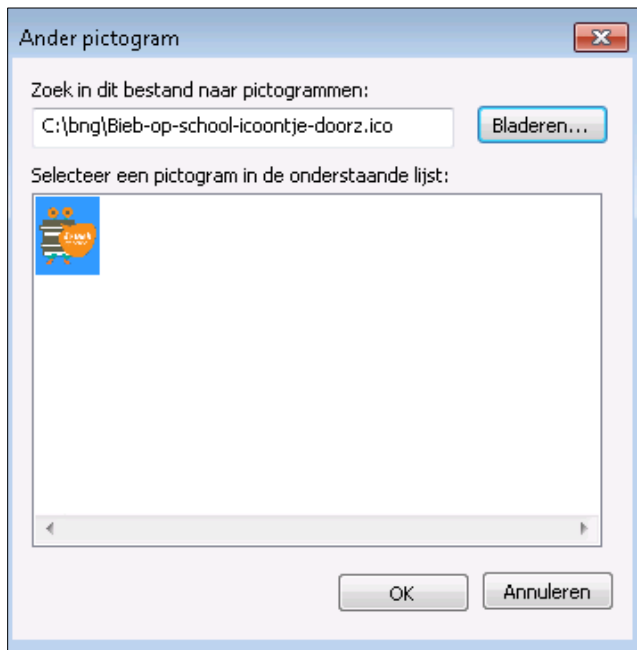 Ander pictogram
Zoek in dit bestand naar pictogrammen:
C:\bng\Bieb-op-school-icoontje-doorz.ico
Bladeren...
Selecteer een pictogram in de onderstaande lijst:
OK
Annuleren